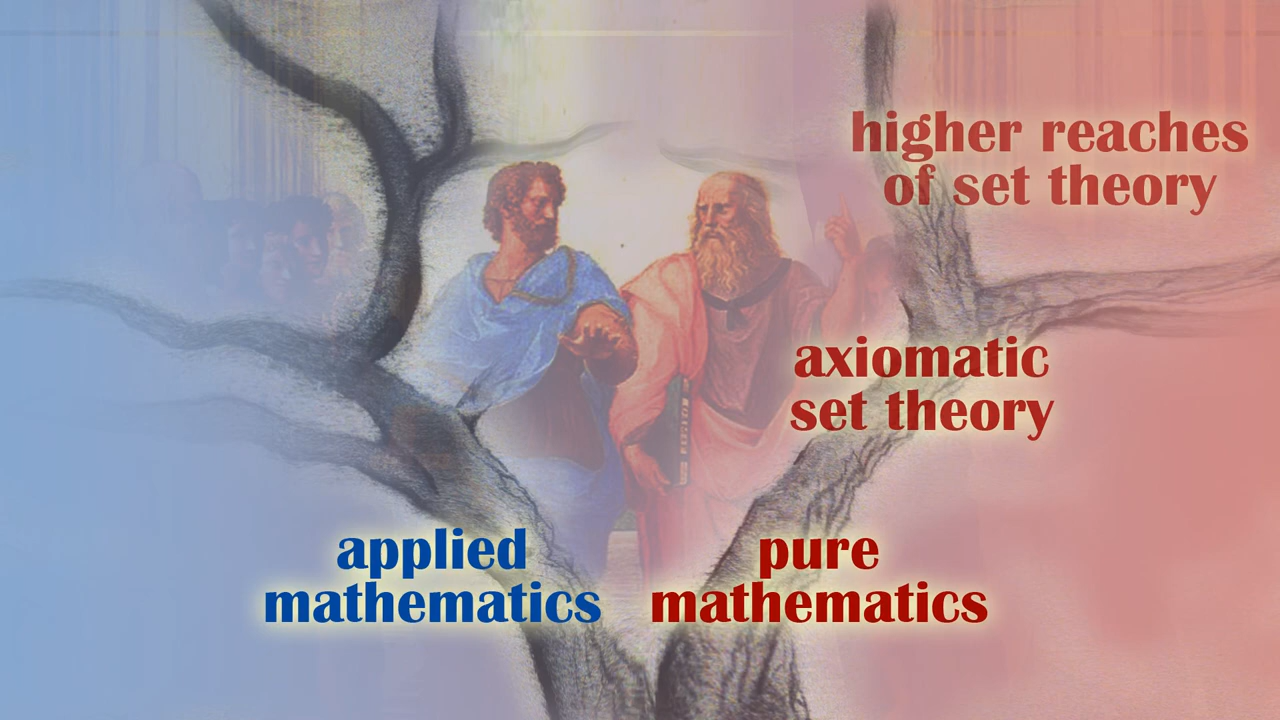 higher reaches
of set theory
axiomatic
set theory
applied
mathematics
pure
mathematics